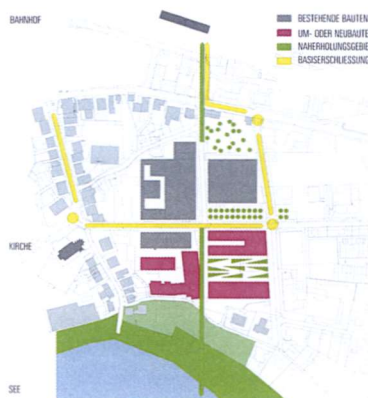 BAHNHOF
BESTEHENDE BAUTEN
UM- ODER NEUBAUTE
NAHERHOLUNGSGEBIE
BASISERSCHLIESSUNG
KIRCHE
SEE